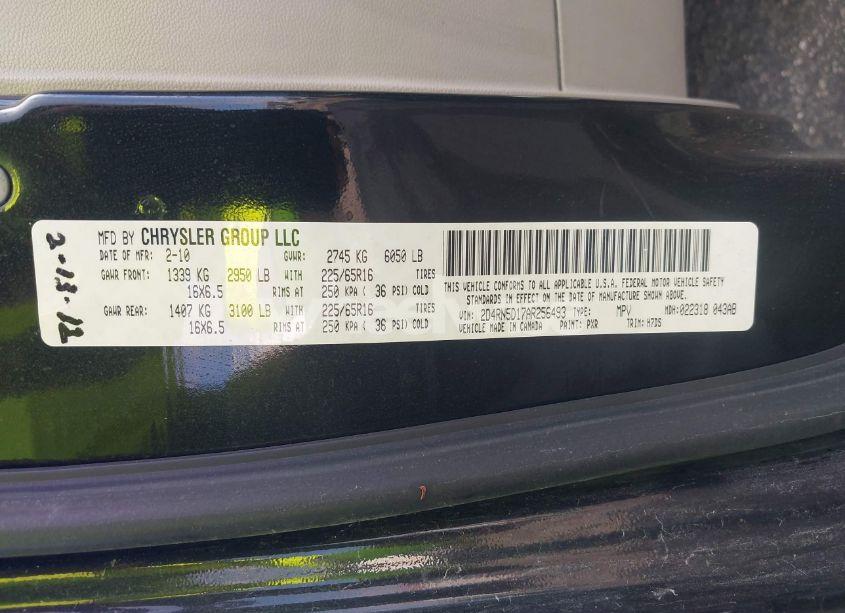 2-13-12
MFD BY CHRYSLER GROUP LLC
DATE OF MFR: 2-10 GVWR: 2745 KG 6050 LB
GAWR FRONT: 1339 KG 2950 LB WITH 225/65R16 TIRES
16X6.5 RIMS AT 250 KPA ( 36 PSI) COLD
GAWR REAR: 1407 KG 3100 LB WITH 225/65R16 TIRES
16X6.5 RIMS AT 250 KPA ( 36 PSI) COLD
THIS VEHICLE CONFORMS TO ALL APPLICABLE U.S.A. FEDERAL MOTOR VEHICLE SAFETY
STANDARDS IN EFFECT ON THE DATE OF MANUFACTURE SHOWN ABOVE.
VIN: 2D4RN5D17AR256493 TYPE: MPV MDH: 022318 043AB
VEHICLE MADE IN CANADA PAINT: PXR TRIM: H7DS